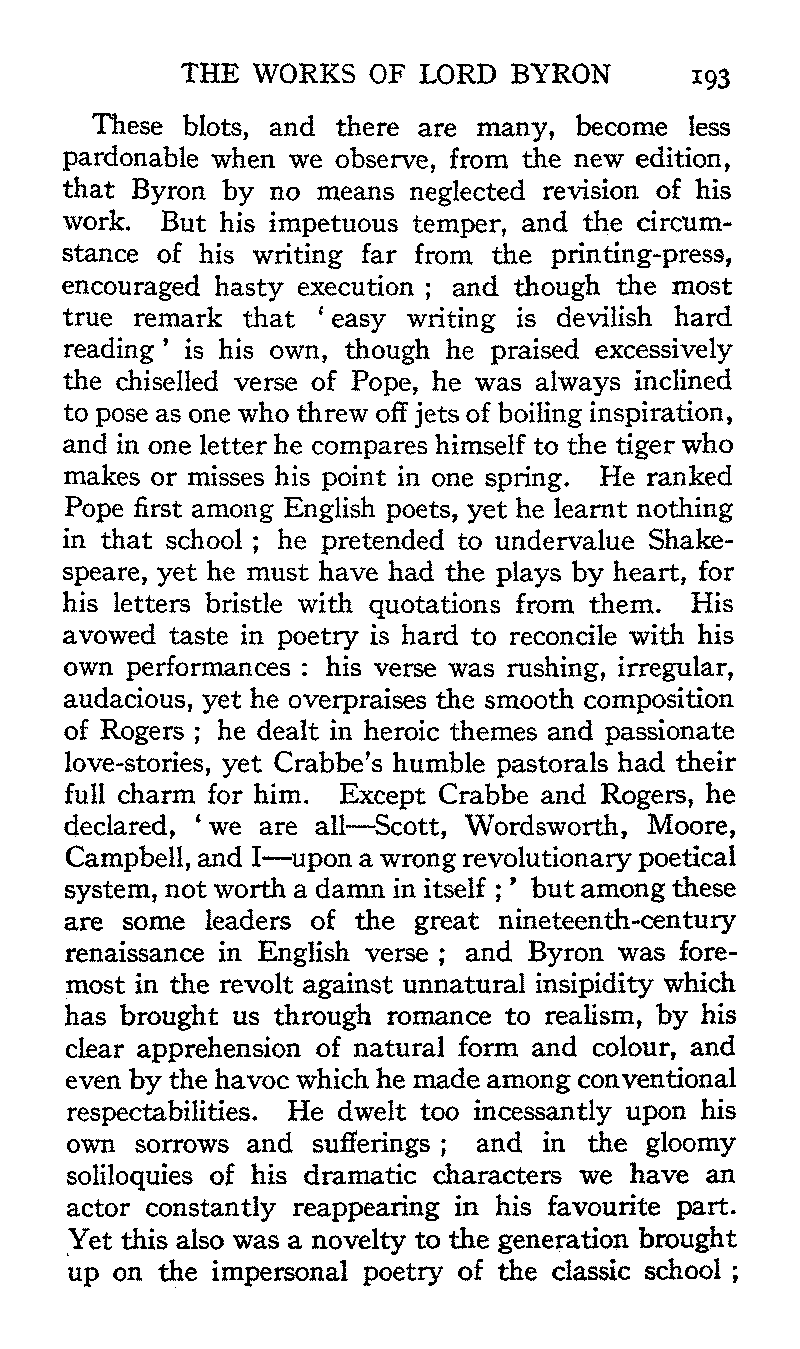 THE WORKS OF LORD BYRON 193
These blots, and there are many, become less
pardonable when we observe, from the new edition,
that Byron by no means neglected revision of his
work. But his impetuous temper, and the circum-
stance of his writing far from the printing-press,
encouraged hasty execution ; and though the most
true remark that ‘ easy writing is devilish hard
reading ’ is his own, though he praised excessively
the chiselled verse of Pope, he was always inclined
to pose as one who threw off jets of boiling inspiration,
and in one letter he compares himself to the tiger who
makes or misses his point in one spring. He ranked
Pope first among English poets, yet he learnt nothing
in that school ; he pretended to undervalue Shake-
speare, yet he must have had the plays by heart, for
his letters bristle with quotations from them. His
avowed taste in poetry is hard to reconcile with his
own performances : his verse was rushing, irregular,
audacious, yet he overpraises the smooth composition
of Rogers ; he dealt in heroic themes and passionate
love-stories, yet Crabbe's humble pastorals had their
full charm for him. Except Crabbe and Rogers, he
declared, ‘ we are all—Scott, Wordsworth, Moore,
Campbell, and I—upon a wrong revolutionary poetical
system, not worth a damn in itself ; ’ but among these
are some leaders of the great nineteenth-century
renaissance in English verse ; and Byron was fore-
most in the revolt against unnatural insipidity which
has brought us through romance to realism, by his
clear apprehension of natural form and colour, and
even by the havoc which he made among conventional
respectabilities. He dwelt too incessantly upon his
own sorrows and sufferings ; and in the gloomy
soliloquies of his dramatic characters we have an
actor constantly reappearing in his favourite part.
Yet this also was a novelty to the generation brought
up on the impersonal poetry of the classic school ;